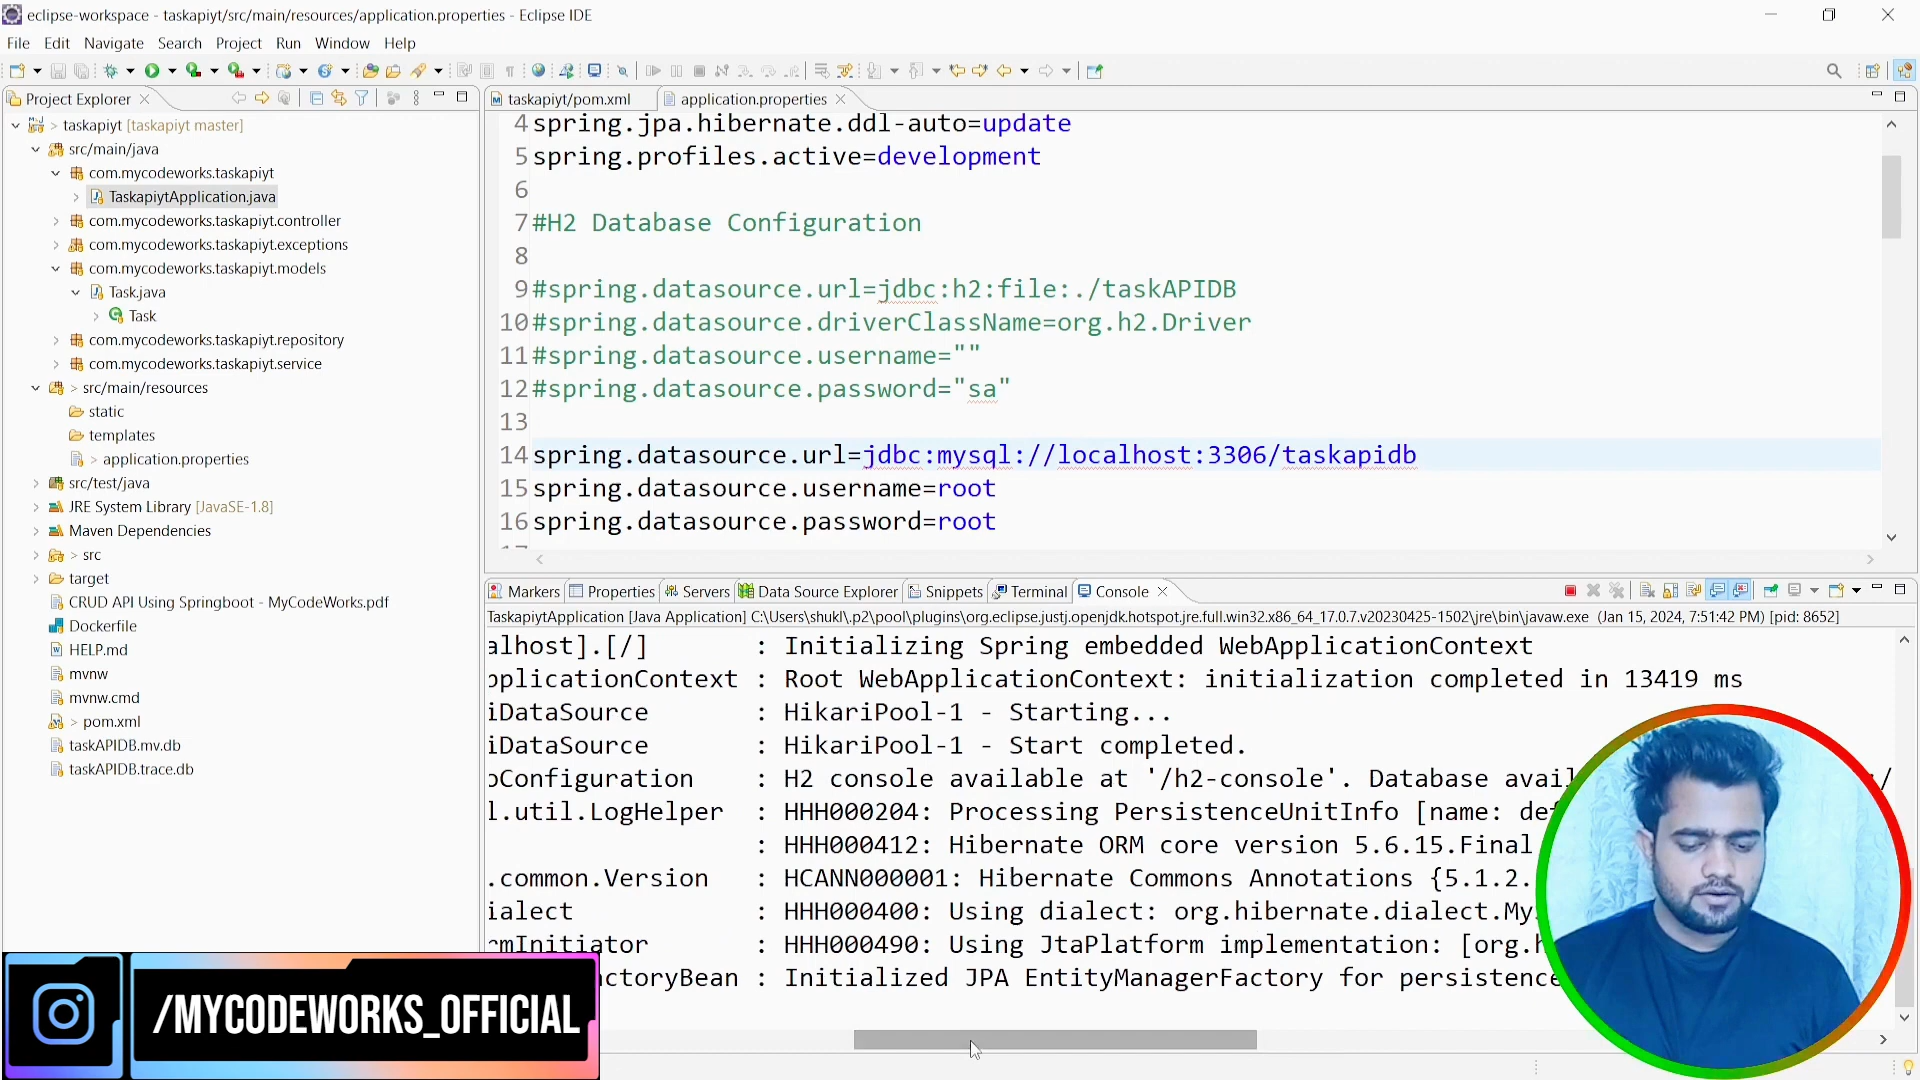 eclipse-workspace - taskapiyt/src/main/resources/application.properties - Eclipse IDE
File Edit Navigate Search Project Run Window Help
Project Explorer
taskapiyt [taskapiyt master]
src/main/java
com.mycodeworks.taskapiyt
TaskapiytApplication.java
com.mycodeworks.taskapiyt.controller
com.mycodeworks.taskapiyt.exceptions
com.mycodeworks.taskapiyt.models
Task.java
Task
com.mycodeworks.taskapiyt.repository
com.mycodeworks.taskapiyt.service
src/main/resources
static
templates
application.properties
src/test/java
JRE System Library [JavaSE-1.8]
Maven Dependencies
src
target
CRUD API Using Springboot - MyCodeWorks.pdf
Dockerfile
HELP.md
mvnw
mvnw.cmd
pom.xml
taskAPIDB.mv.db
taskAPIDB.trace.db
taskapiyt/pom.xml application.properties
4 spring.jpa.hibernate.ddl-auto=update
5 spring.profiles.active=development
6
7 #H2 Database Configuration
8
9 #spring.datasource.url=jdbc:h2:file:./taskAPIDB
10 #spring.datasource.driverClassName=org.h2.Driver
11 #spring.datasource.username=""
12 #spring.datasource.password="sa"
13
14 spring.datasource.url=jdbc:mysql://localhost:3306/taskapidb
15 spring.datasource.username=root
16 spring.datasource.password=root
Markers Properties Servers Data Source Explorer Snippets Terminal Console
TaskapiytApplication [Java Application] C:\Users\shukl\.p2\pool\plugins\org.eclipse.justj.openjdk.hotspot.jre.full.win32.x86_64_17.0.7.v20230425-1502\jre\bin\javaw.exe (Jan 15, 2024, 7:51:42 PM) [pid: 8652]
alhost].[/] : Initializing Spring embedded WebApplicationContext
pplicationContext : Root WebApplicationContext: initialization completed in 13419 ms
iDataSource : HikariPool-1 - Starting...
iDataSource : HikariPool-1 - Start completed.
oConfiguration : H2 console available at '/h2-console'. Database avai
l.util.LogHelper : HHH000204: Processing PersistenceUnitInfo [name: de
: HHH000412: Hibernate ORM core version 5.6.15.Final
.common.Version : HCANN000001: Hibernate Commons Annotations {5.1.2.
ialect : HHH000400: Using dialect: org.hibernate.dialect.My
rmInitiator : HHH000490: Using JtaPlatform implementation: [org.h
ctoryBean : Initialized JPA EntityManagerFactory for persistence
/MYCODEWORKS_OFFICIAL